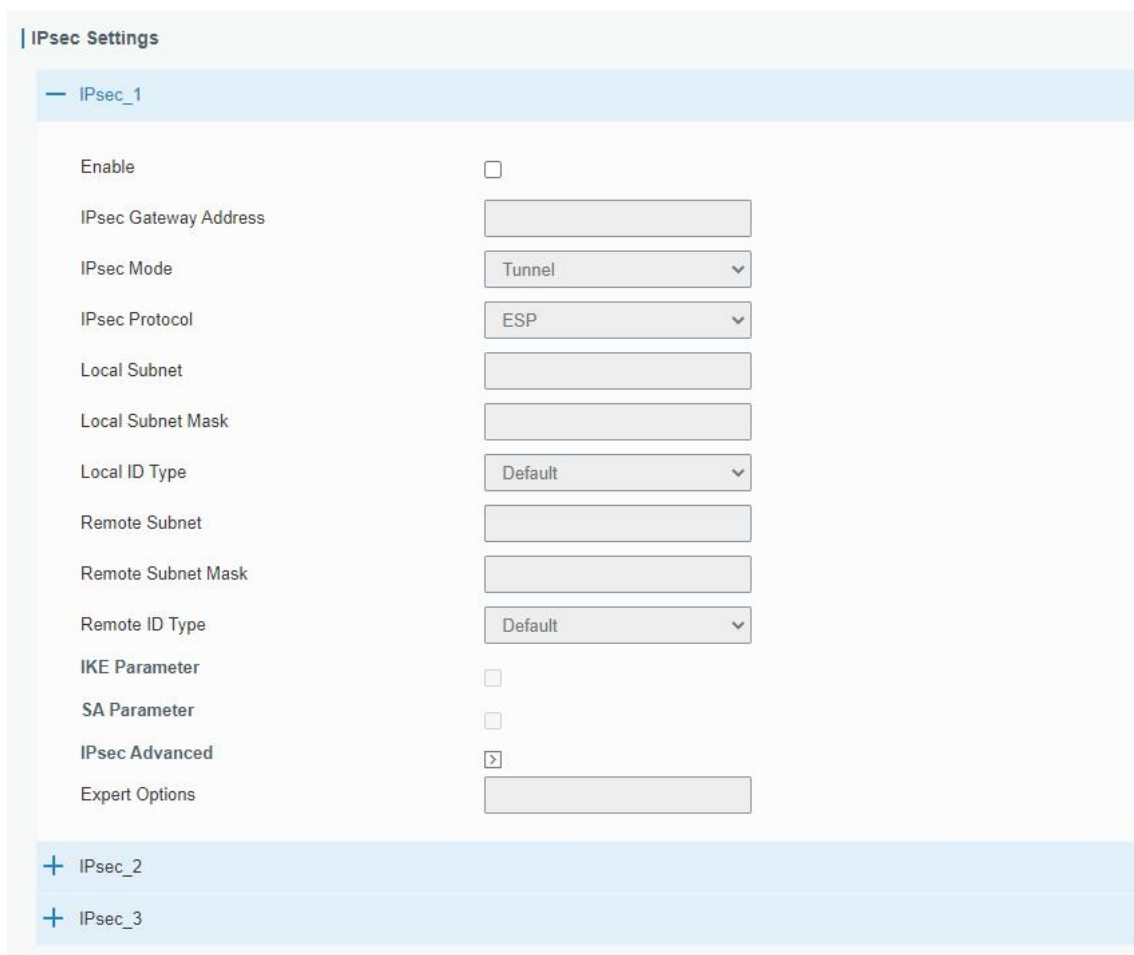 IPsec Settings
IPsec_1
Enable
IPsec Gateway Address
IPsec Mode Tunnel
IPsec Protocol ESP
Local Subnet
Local Subnet Mask
Local ID Type Default
Remote Subnet
Remote Subnet Mask
Remote ID Type Default
IKE Parameter
SA Parameter
IPsec Advanced
Expert Options
IPsec_2
IPsec_3